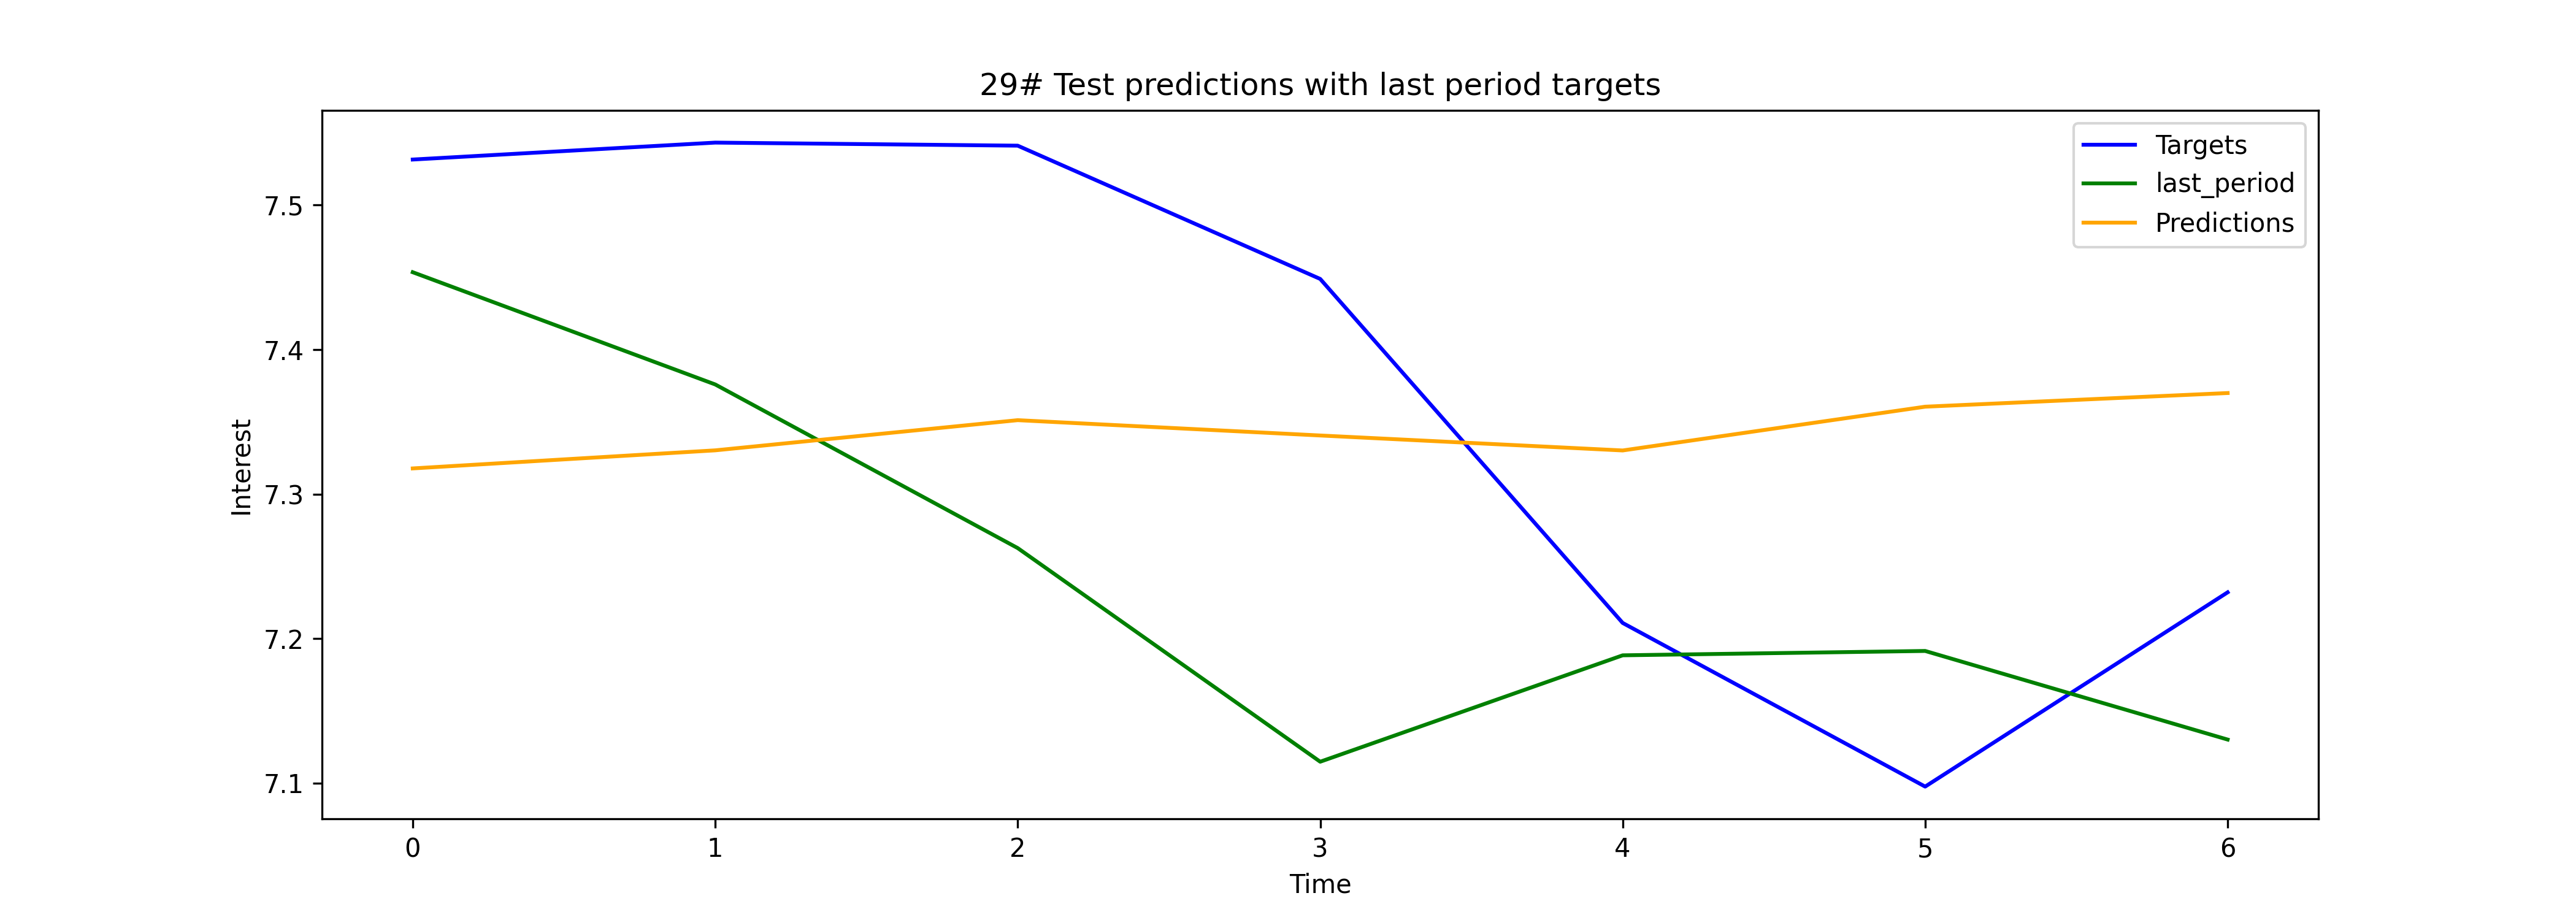 29# Test predictions with last period targets
Targets
last_period
Predictions
Interest
7.5
7.4
7.3
7.2
7.1
0 1 2 3 4 5 6
Time